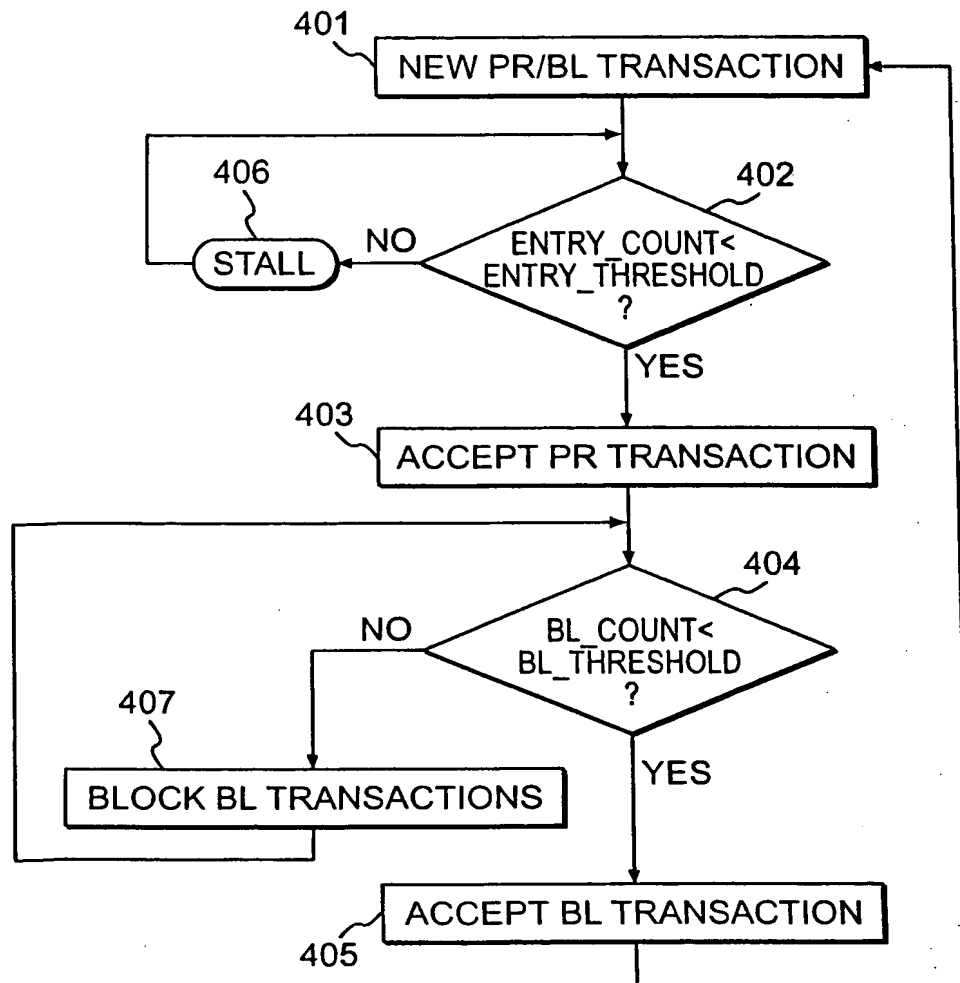 401
NEW PR/BL TRANSACTION
406
402
NO
STALL
ENTRY_COUNT<
ENTRY_THRESHOLD
?
YES
403
ACCEPT PR TRANSACTION
404
NO
BL_COUNT<
BL_THRESHOLD
?
407
YES
BLOCK BL TRANSACTIONS
ACCEPT BL TRANSACTION
405